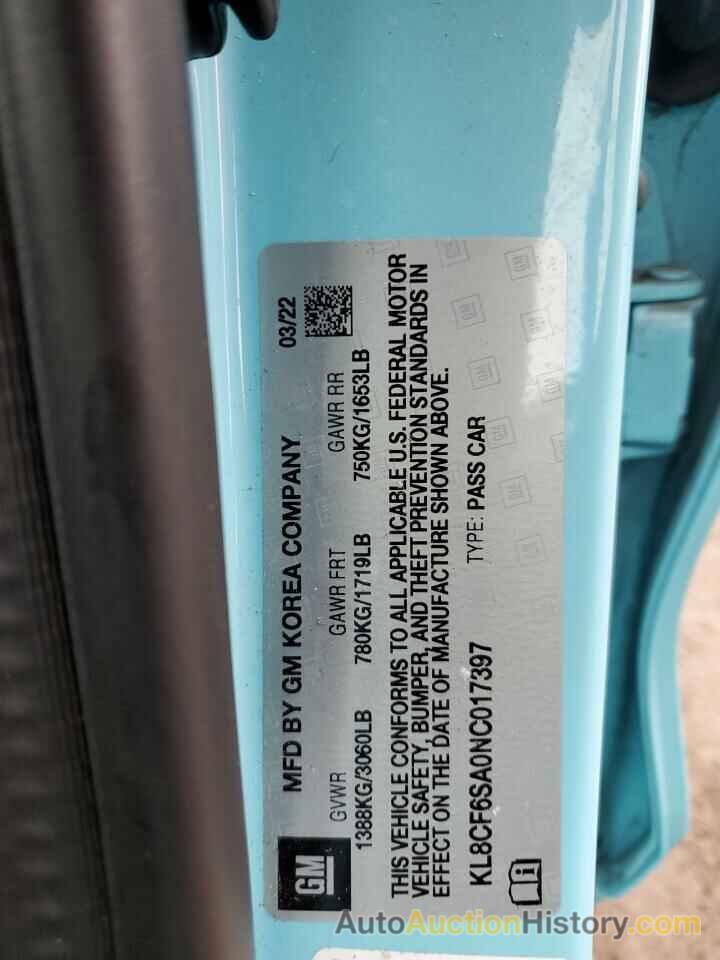 MFD BY GM KOREA COMPANY 03/22
GM
GVWR GAWR FRT GAWR RR
1388KG/3060LB 780KG/1719LB 750KG/1653LB
THIS VEHICLE CONFORMS TO ALL APPLICABLE U.S. FEDERAL MOTOR
VEHICLE SAFETY, BUMPER, AND THEFT PREVENTION STANDARDS IN
EFFECT ON THE DATE OF MANUFACTURE SHOWN ABOVE.
KL8CF6SA0NC017397 TYPE: PASS CAR
AutoAuctionHistory.com